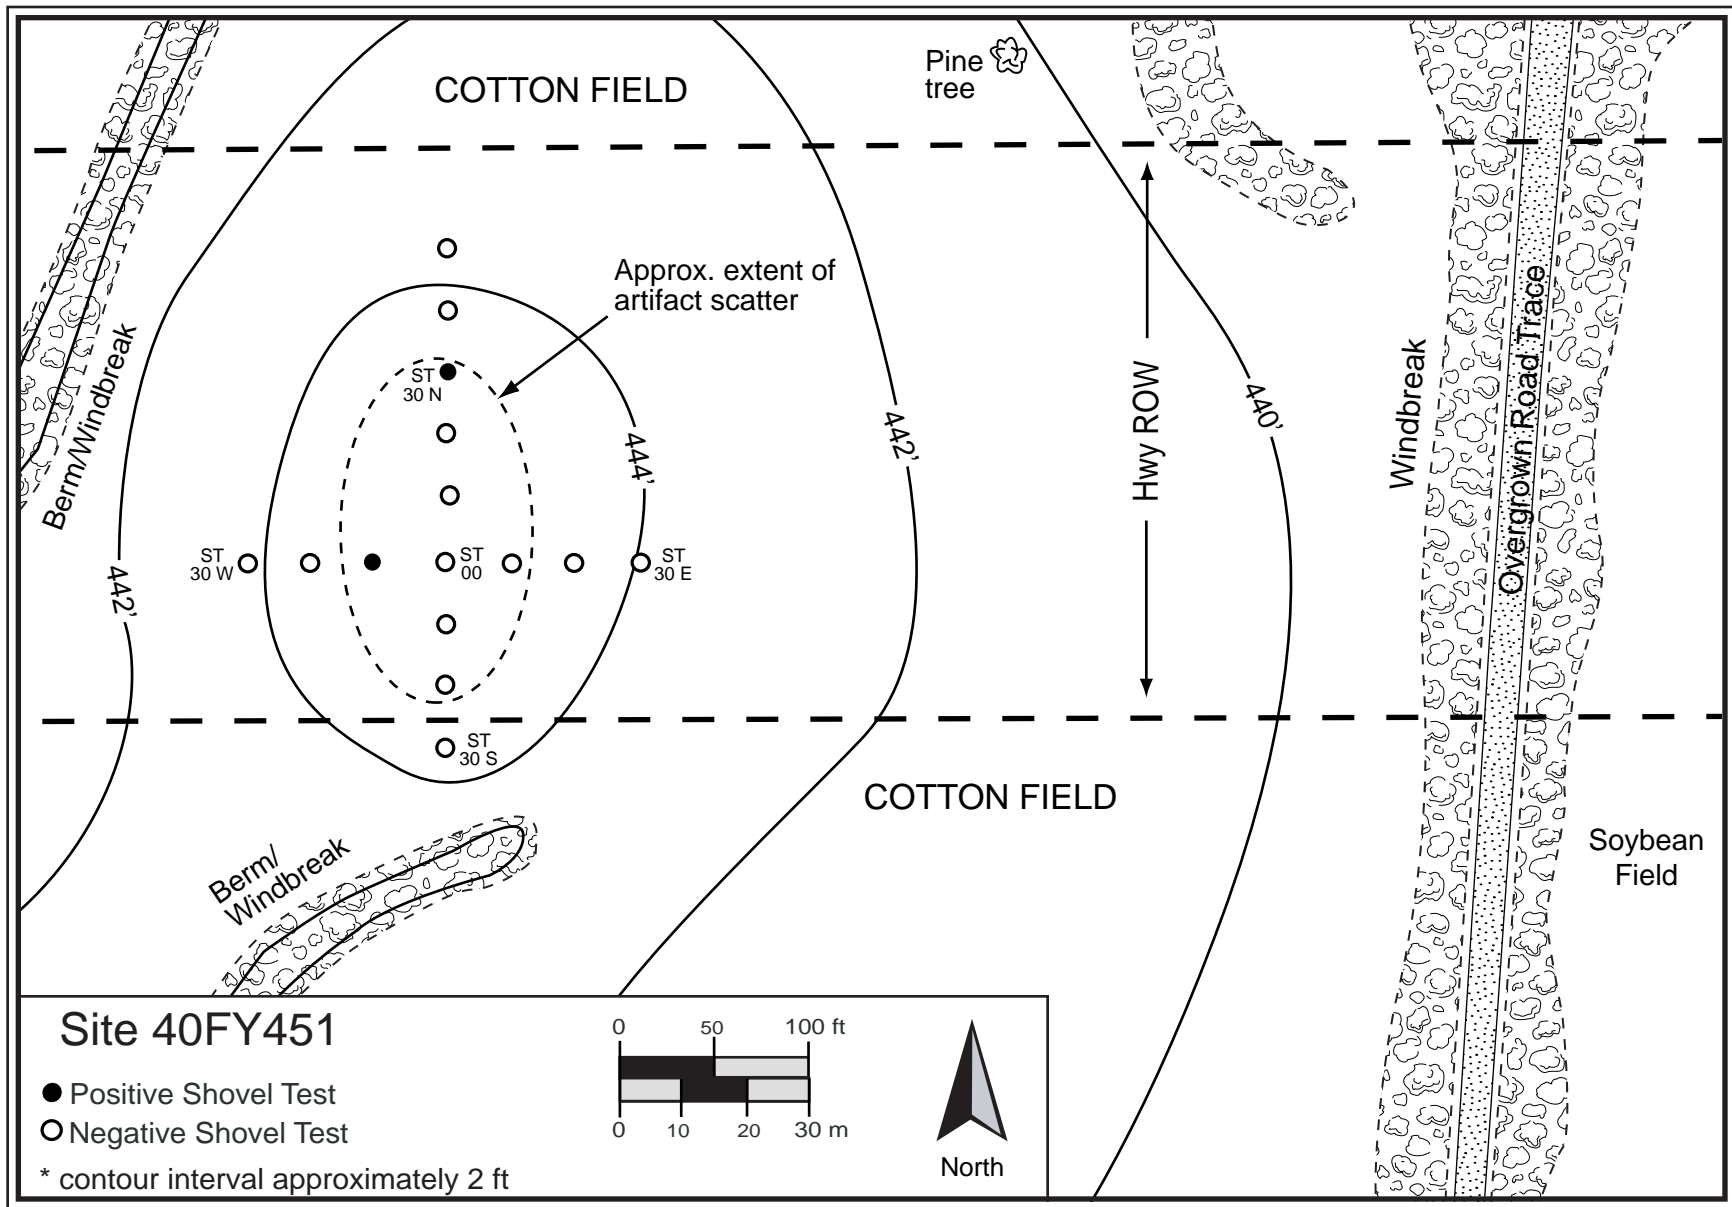 Pine
tree
COTTON FIELD
Approx. extent of
artifact scatter
Berm/Windbreak
ST
30 N
444'
442'
440'
Hwy ROW
Windbreak
Overgrown Road Trace
442'
ST
30 W
ST
00
ST
30 E
ST
30 S
COTTON FIELD
Soybean
Field
Berm/
Windbreak
Site 40FY451
Positive Shovel Test
Negative Shovel Test
* contour interval approximately 2 ft
0 50 100 ft
0 10 20 30 m
North